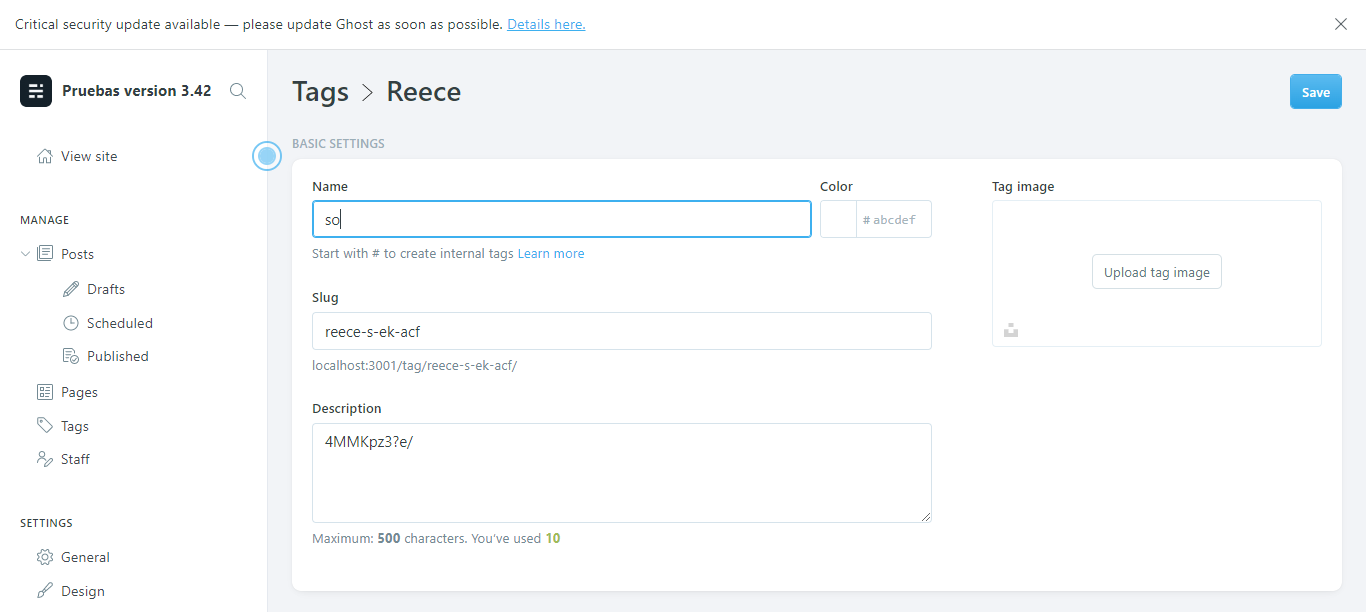 Critical security update available — please update Ghost as soon as possible. Details here.
Pruebas version 3.42
View site
MANAGE
Posts
Drafts
Scheduled
Published
Pages
Tags
Staff
SETTINGS
General
Design
Tags > Reece
Save
BASIC SETTINGS
Name
so
Start with # to create internal tags Learn more
Color
# abcdef
Slug
reece-s-ek-acf
localhost:3001/tag/reece-s-ek-acf/
Description
4MMKpz3?e/
Maximum: 500 characters. You've used 10
Tag image
Upload tag image